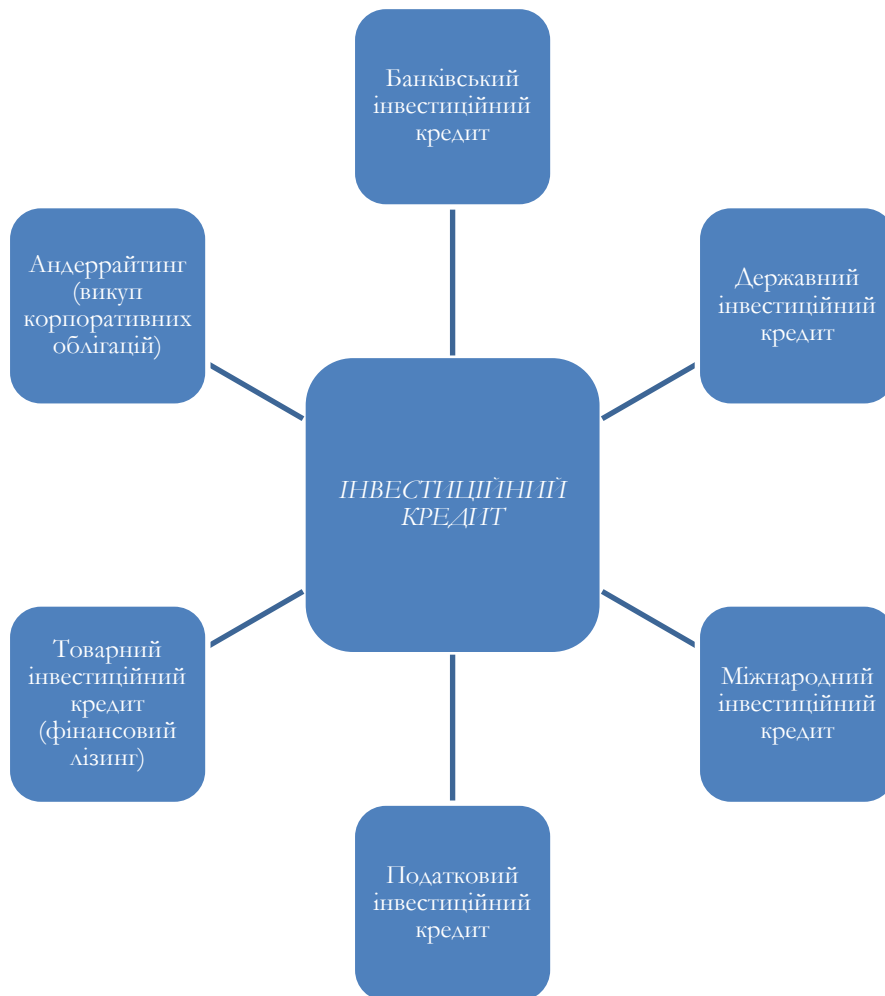 Банківський
інвестиційний
кредит
Андеррайтинг
(викуп
корпоративних
облігацій)
Державний
інвестиційний
кредит
ІНВЕСТИЦІЙНИЙ
КРЕДИТ
Товарний
інвестиційний
кредит
(фінансовий
лізинг)
Міжнародний
інвестиційний
кредит
Податковий
інвестиційний
кредит